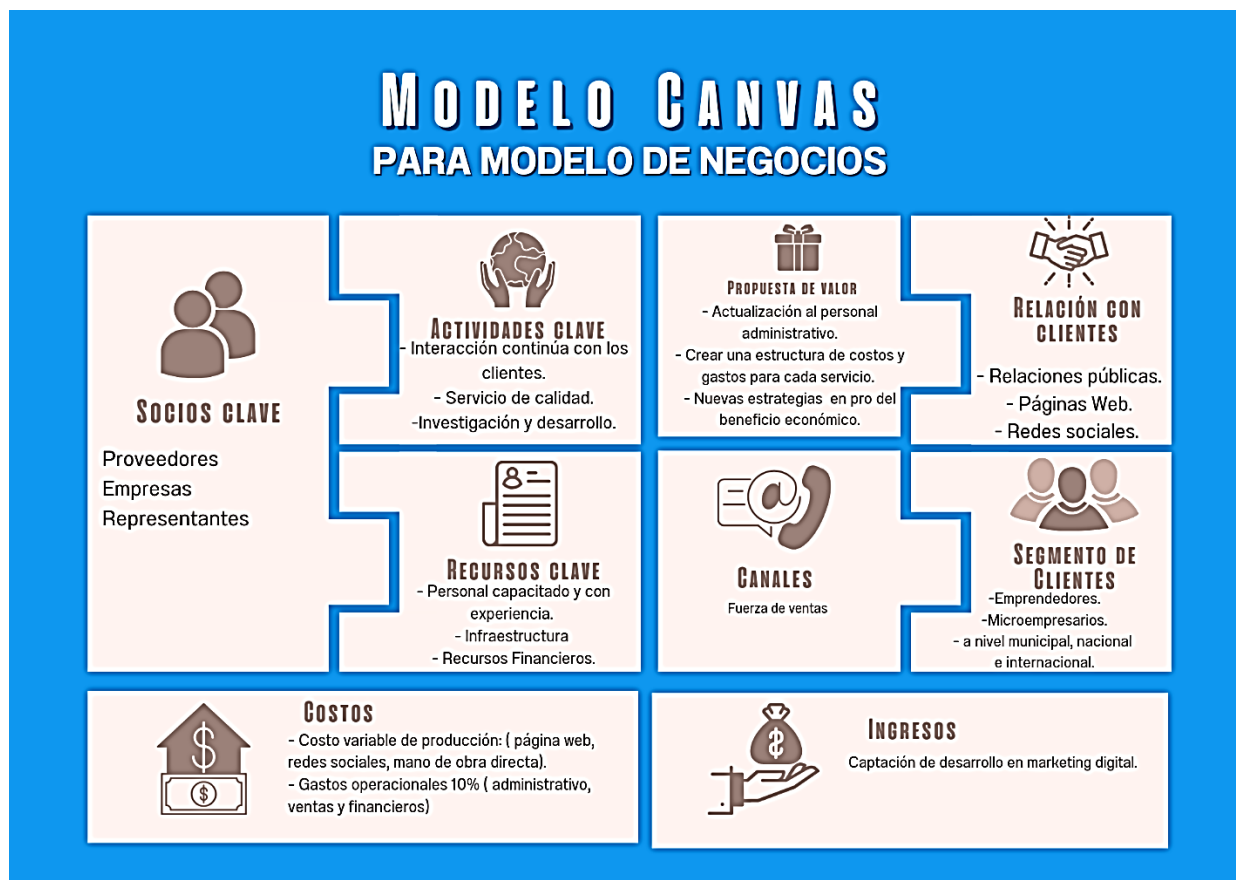 MODELO CANVAS
PARA MODELO DE NEGOCIOS
SOCIOS CLAVE
Proveedores
Empresas
Representantes
ACTIVIDADES CLAVE
- Interacción continúa con los
clientes.
- Servicio de calidad.
-Investigación y desarrollo.
RECURSOS CLAVE
- Personal capacitado y con
experiencia.
- Infraestructura
- Recursos Financieros.
PROPUESTA DE VALOR
- Actualización al personal
administrativo.
- Crear una estructura de costos y
gastos para cada servicio.
- Nuevas estrategias en pro del
beneficio económico.
CANALES
Fuerza de ventas
RELACIÓN CON
CLIENTES
- Relaciones públicas.
- Páginas Web.
- Redes sociales.
SEGMENTO DE
CLIENTES
-Emprendedores.
-Microempresarios.
- a nivel municipal, nacional
e internacional.
COSTOS
- Costo variable de producción: ( página web,
redes sociales, mano de obra directa).
- Gastos operacionales 10% ( administrativo,
ventas y financieros)
INGRESOS
Captación de desarrollo en marketing digital.